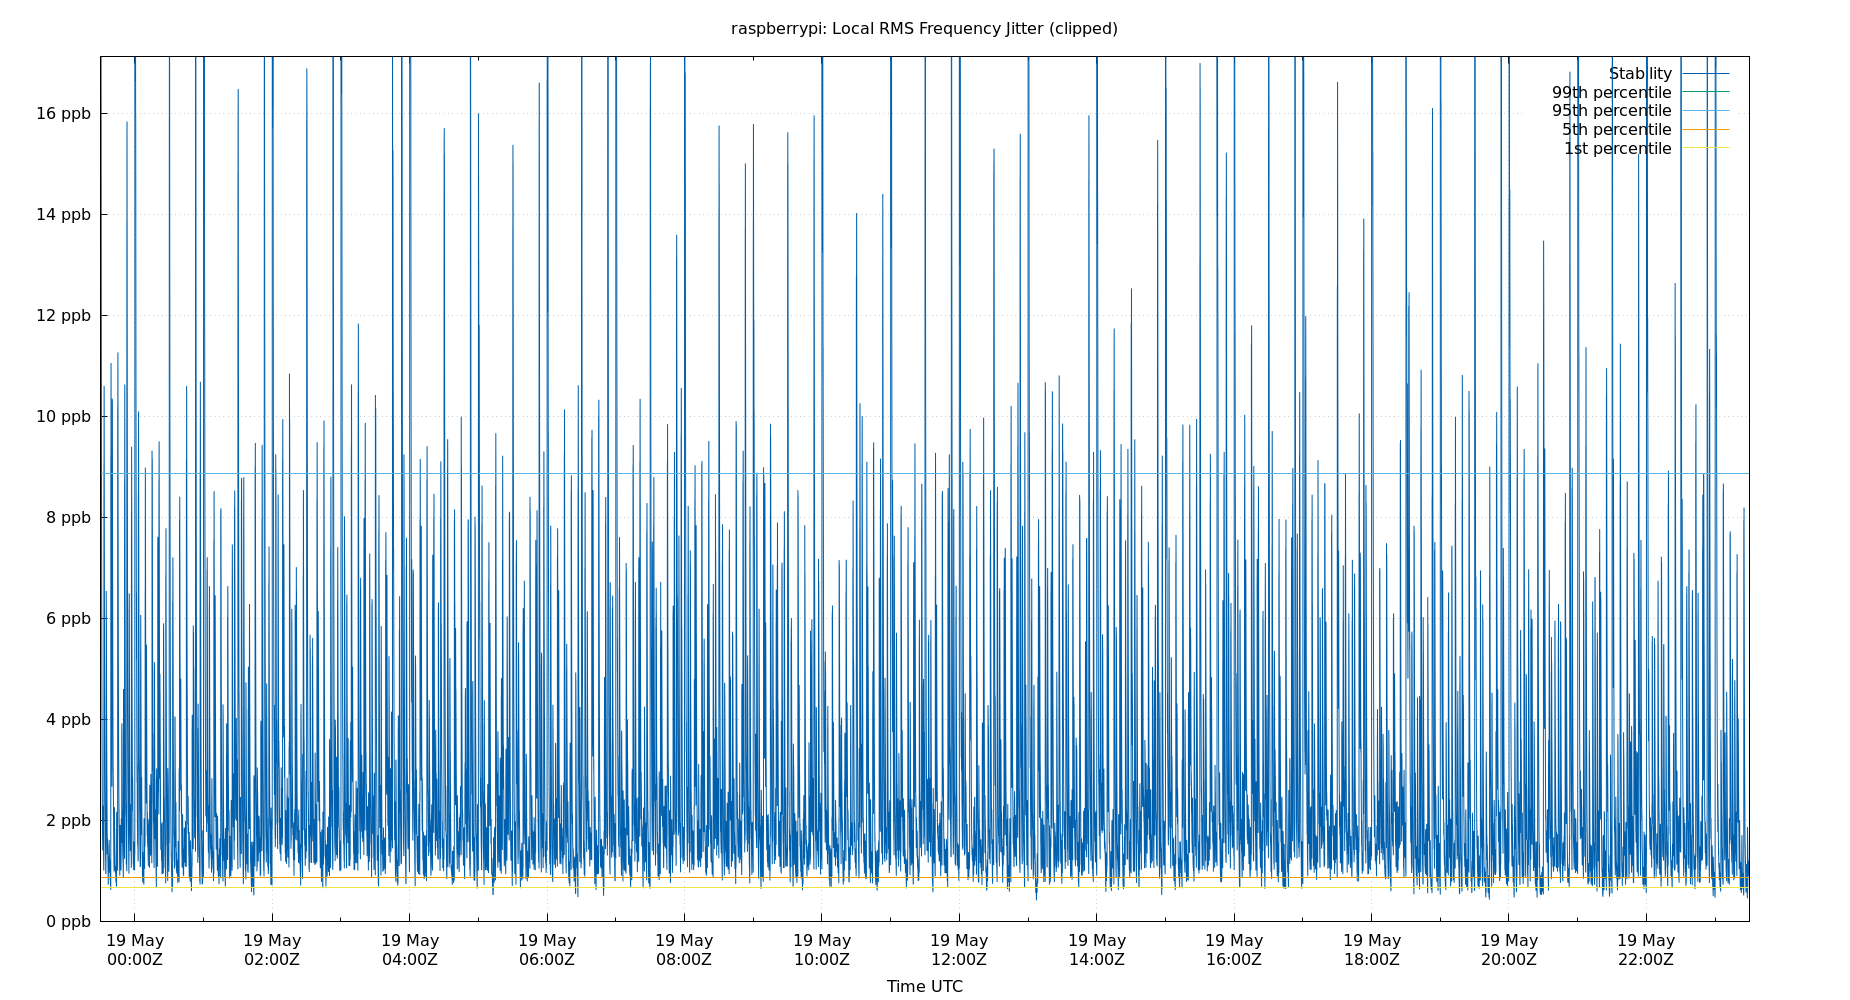 raspberrypi: Local RMS Frequency Jitter (clipped)
Stability
99th percentile
95th percentile
5th percentile
1st percentile
16 ppb
14 ppb
12 ppb
10 ppb
8 ppb
6 ppb
4 ppb
2 ppb
0 ppb
19 May 19 May 19 May 19 May 19 May 19 May 19 May 19 May 19 May 19 May 19 May 19 May
00:00Z 02:00Z 04:00Z 06:00Z 08:00Z 10:00Z 12:00Z 14:00Z 16:00Z 18:00Z 20:00Z 22:00Z
Time UTC